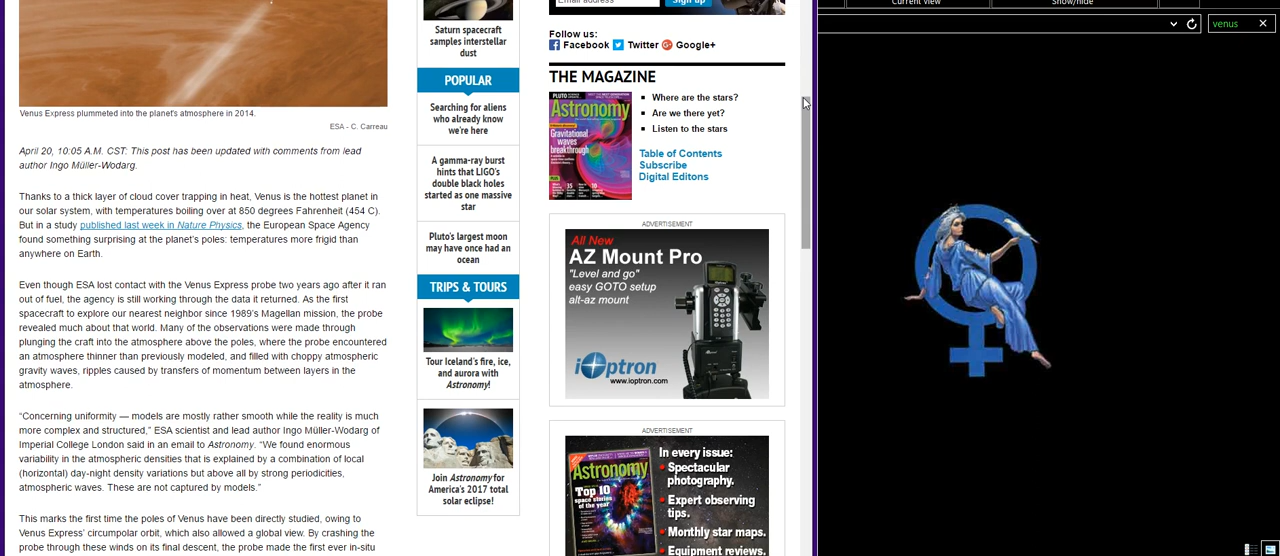 Venus Express plummeted into the planet's atmosphere in 2014.
ESA - C. Carreau
April 20, 10:05 A.M. CST: This post has been updated with comments from lead
author Ingo Müller-Wodarg.
Thanks to a thick layer of cloud cover trapping in heat, Venus is the hottest planet in
our solar system, with temperatures boiling over at 850 degrees Fahrenheit (454 C).
But in a study published last week in Nature Physics, the European Space Agency
found something surprising at the planet's poles: temperatures more frigid than
anywhere on Earth.
Even though ESA lost contact with the Venus Express probe two years ago after it ran
out of fuel, the agency is still working through the data it returned. As the first
spacecraft to explore our nearest neighbor since 1989's Magellan mission, the probe
revealed much about that world. Many of the observations were made through
plunging the craft into the atmosphere above the poles, where the probe encountered
an atmosphere thinner than previously modeled, and filled with choppy atmospheric
gravity waves, ripples caused by transfers of momentum between layers in the
atmosphere.
“Concerning uniformity — models are mostly rather smooth while the reality is much
more complex and structured,” ESA scientist and lead author Ingo Müller-Wodarg of
Imperial College London said in an email to Astronomy. “We found enormous
variability in the atmospheric densities that is explained by a combination of local
(horizontal) day-night density variations but above all by strong periodicities,
atmospheric waves. These are not captured by models.”
This marks the first time the poles of Venus have been directly studied, owing to
Venus Express' circumpolar orbit, which also allowed a global view. By crashing the
probe through these winds on its final descent, the probe made the first ever in-situ
Saturn spacecraft
samples interstellar
dust
POPULAR
Searching for aliens
who already know
we're here
A gamma-ray burst
hints that LIGO's
double black holes
started as one massive
star
Pluto's largest moon
may have once had an
ocean
TRIPS & TOURS
Tour Iceland's fire, ice,
and aurora with
Astronomy!
Join Astronomy for
America's 2017 total
solar eclipse!
Email address
Sign up
Follow us:
Facebook Twitter Google+
THE MAGAZINE
Astronomy
Gravitational
waves
breakthrough
Where are the stars?
Are we there yet?
Listen to the stars
Table of Contents
Subscribe
Digital Editons
ADVERTISEMENT
All New
AZ Mount Pro
"Level and go"
easy GOTO setup
alt-az mount
iOptron
www.ioptron.com
ADVERTISEMENT
Astronomy
Top 10
space stories
of the year
In every issue:
Spectacular
photography.
Expert observing
tips.
Monthly star maps.
Equipment reviews.
Current view
Show/hide
venus